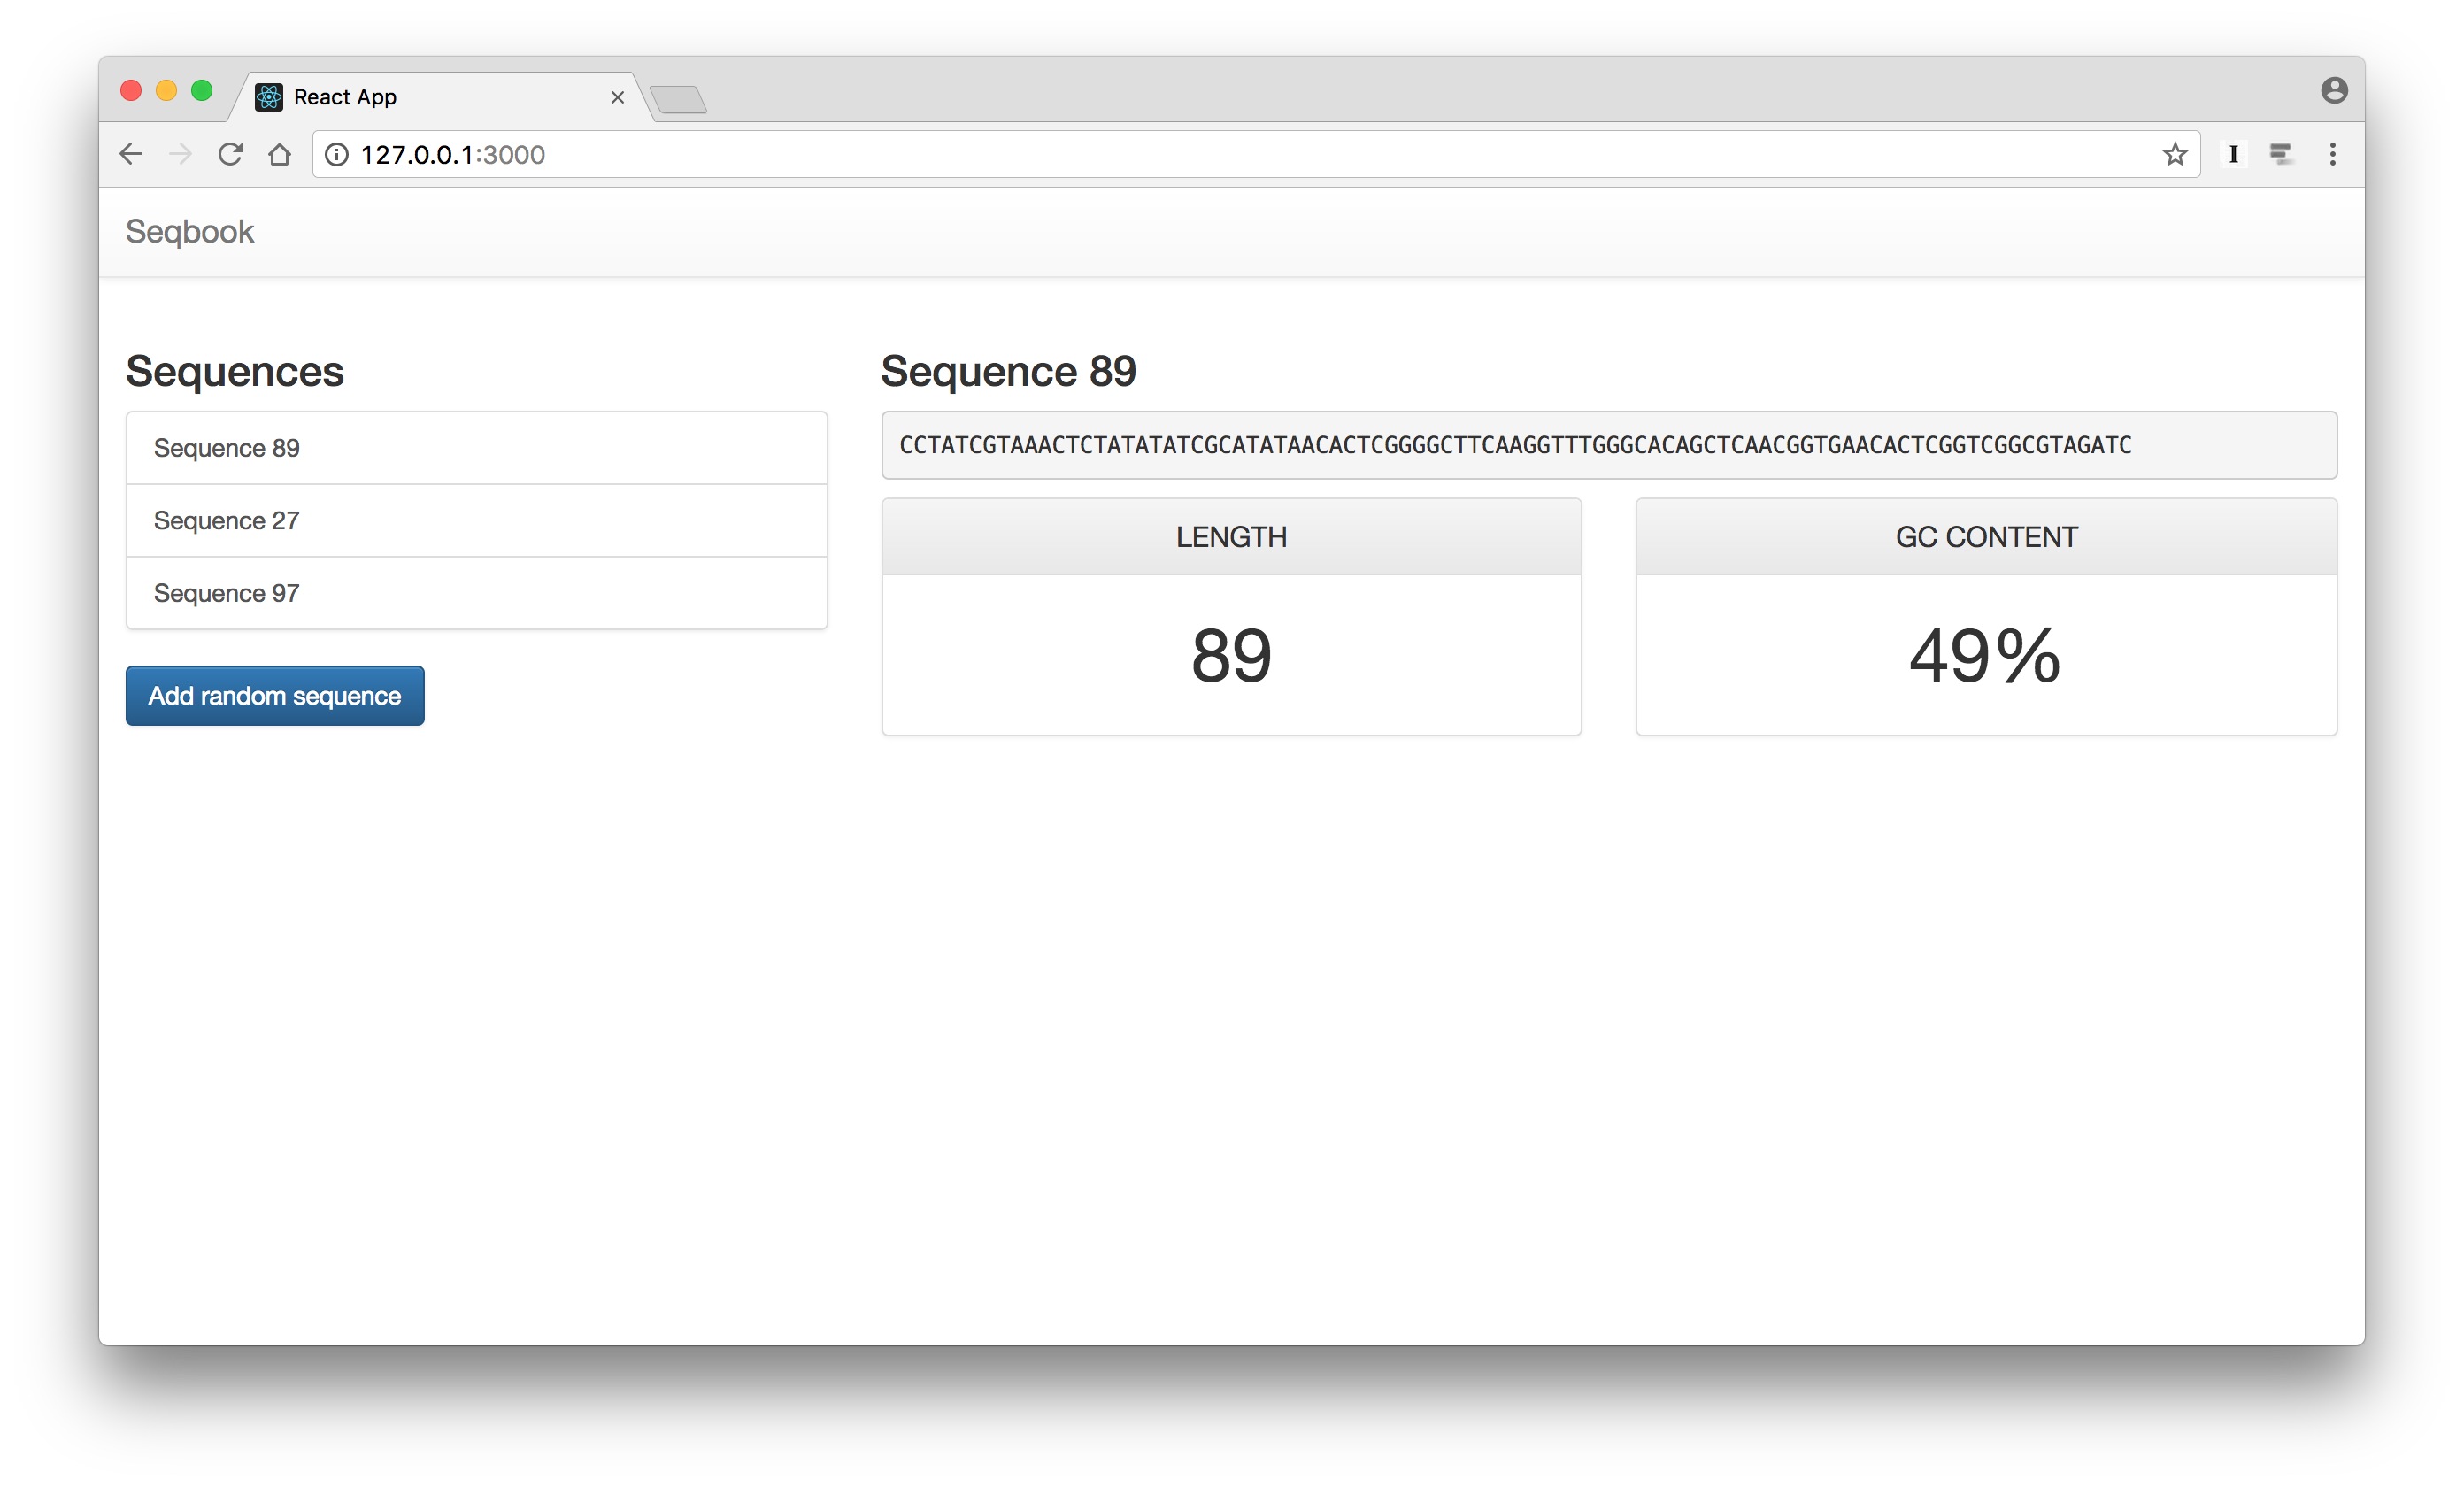 React App
127.0.0.1:3000
I
Seqbook
Sequences
Sequence 89
Sequence 27
Sequence 97
Add random sequence
Sequence 89
CCTATCGTAAACTCTATATATCGCATATAACACTCGGGGCTTCAAGGTTTGGGCACAGCTCAACGGTGAACACTCGGTCGGCGTAGATC
LENGTH
89
GC CONTENT
49%